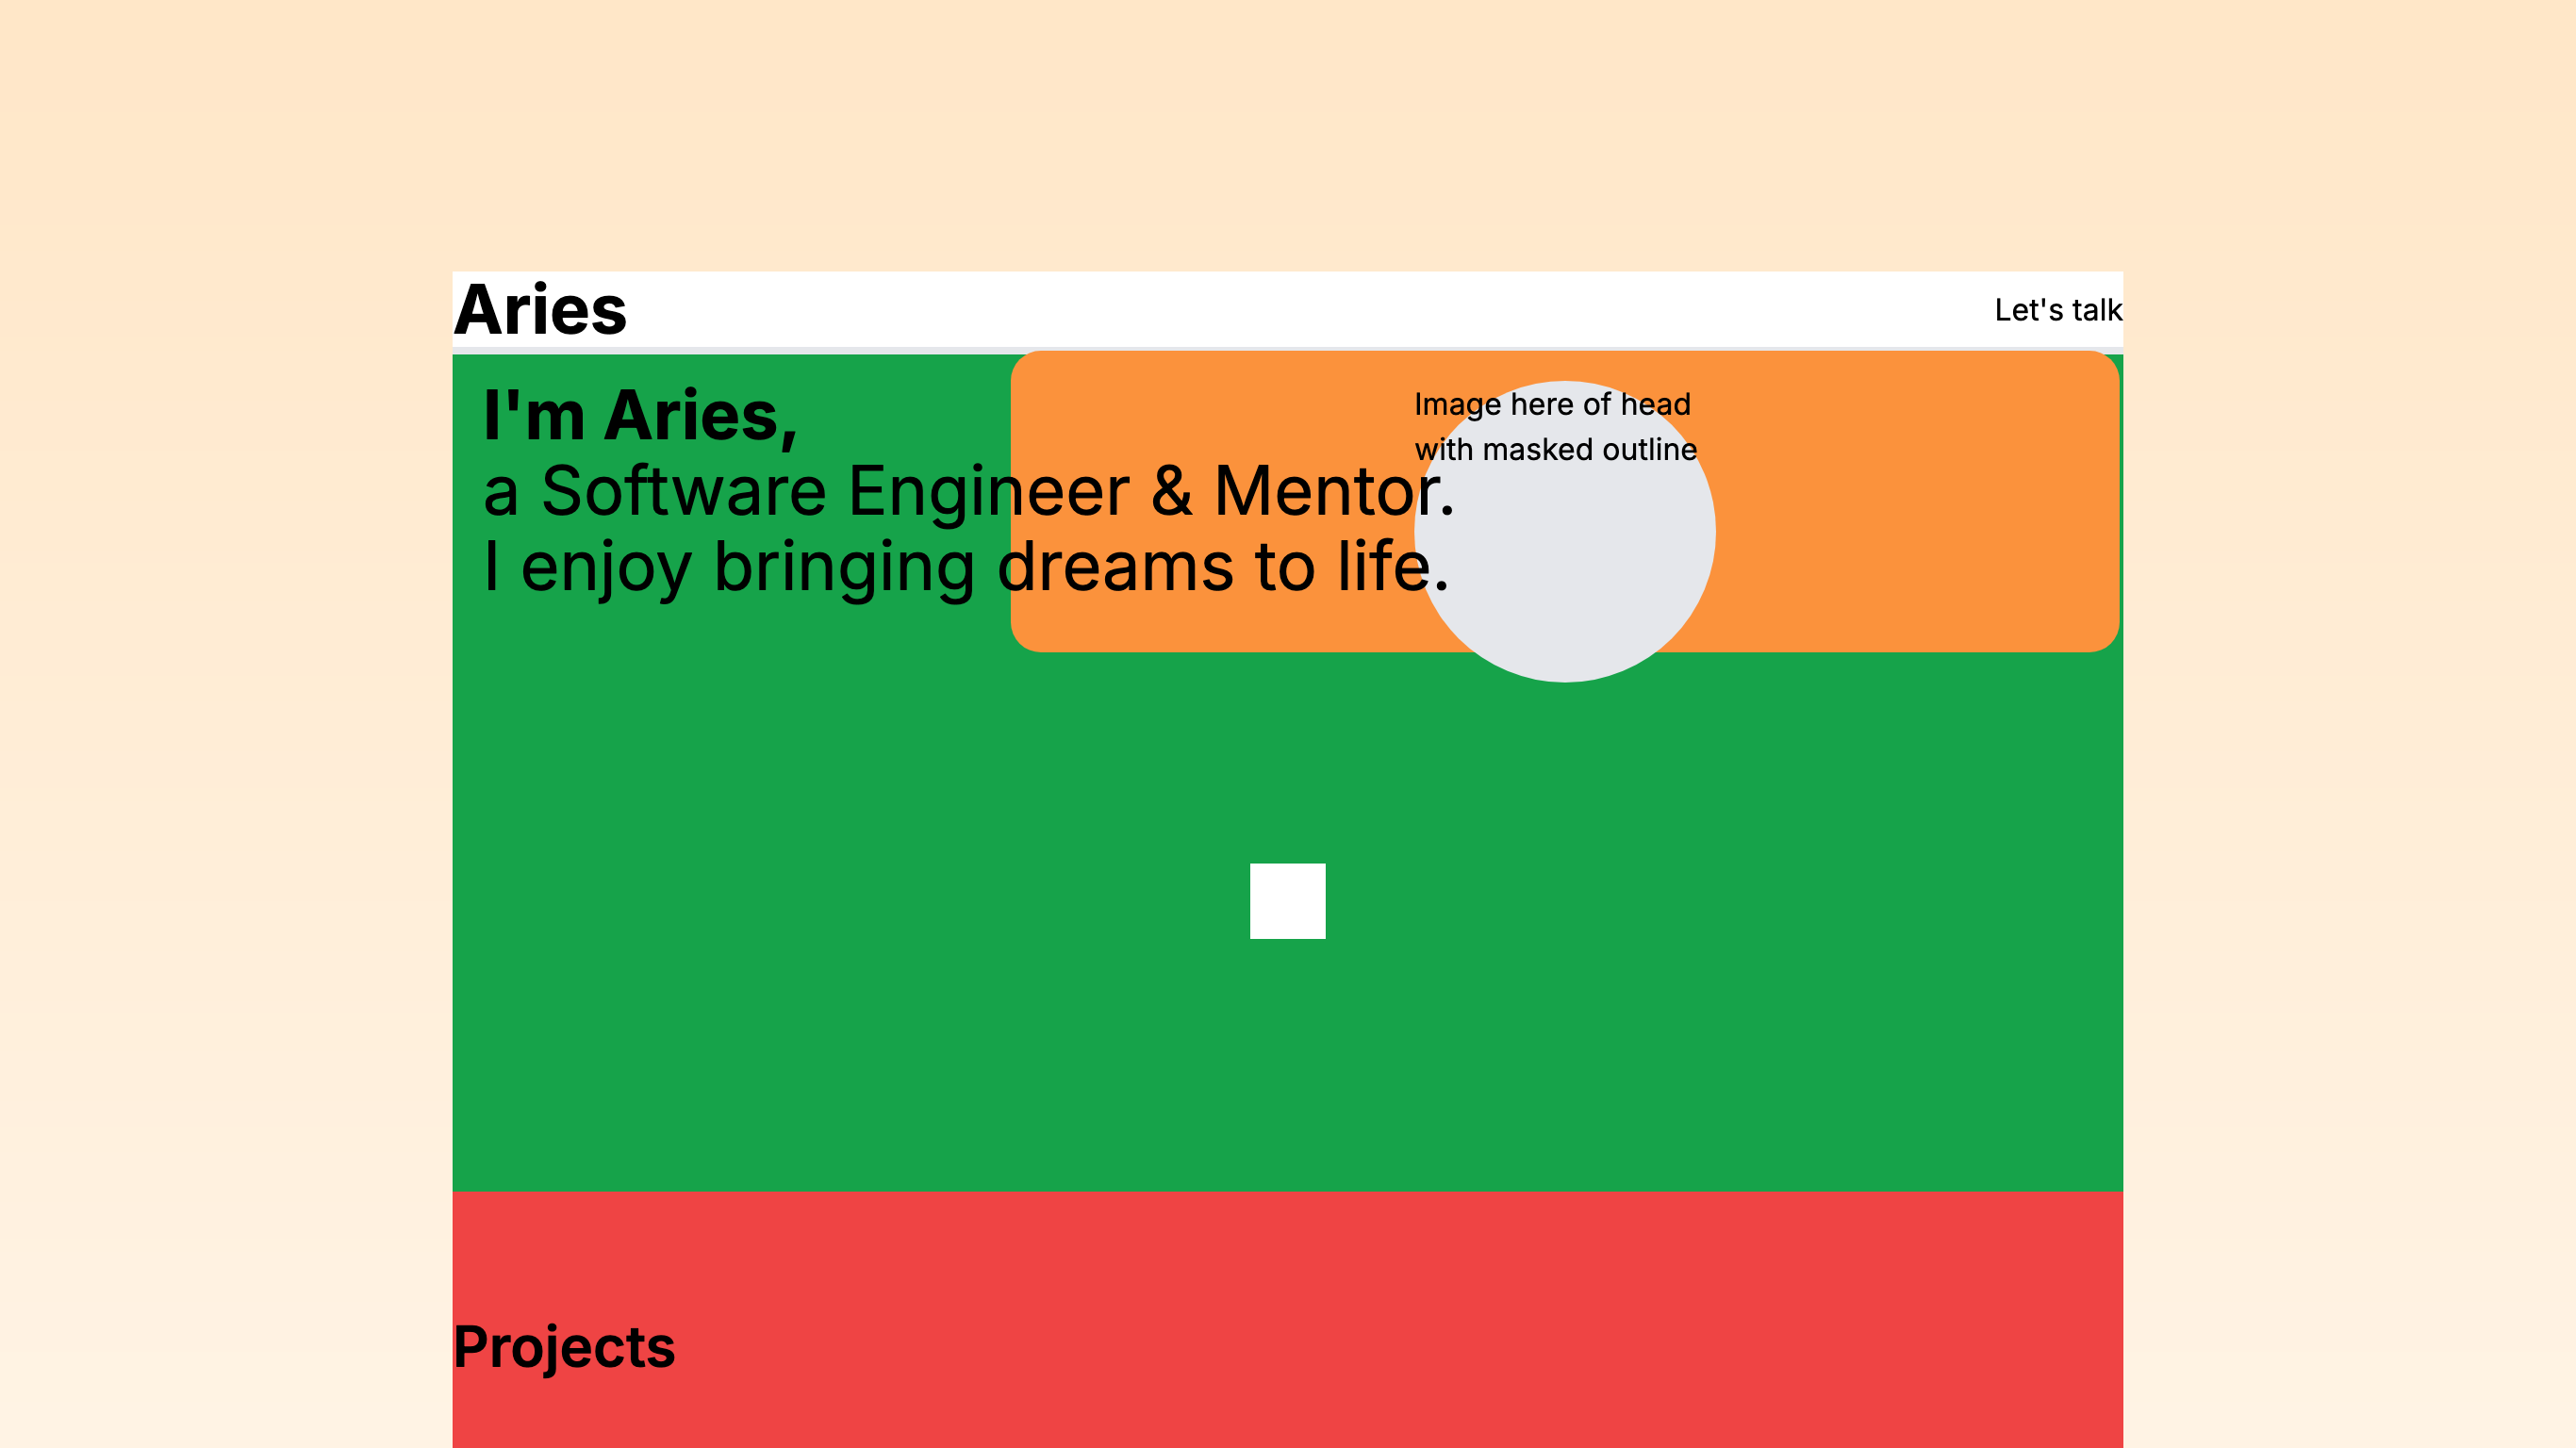 Aries
Let's talk
I'm Aries,
a Software Engineer & Mentor.
I enjoy bringing dreams to life.
Image here of head
with masked outline
Projects